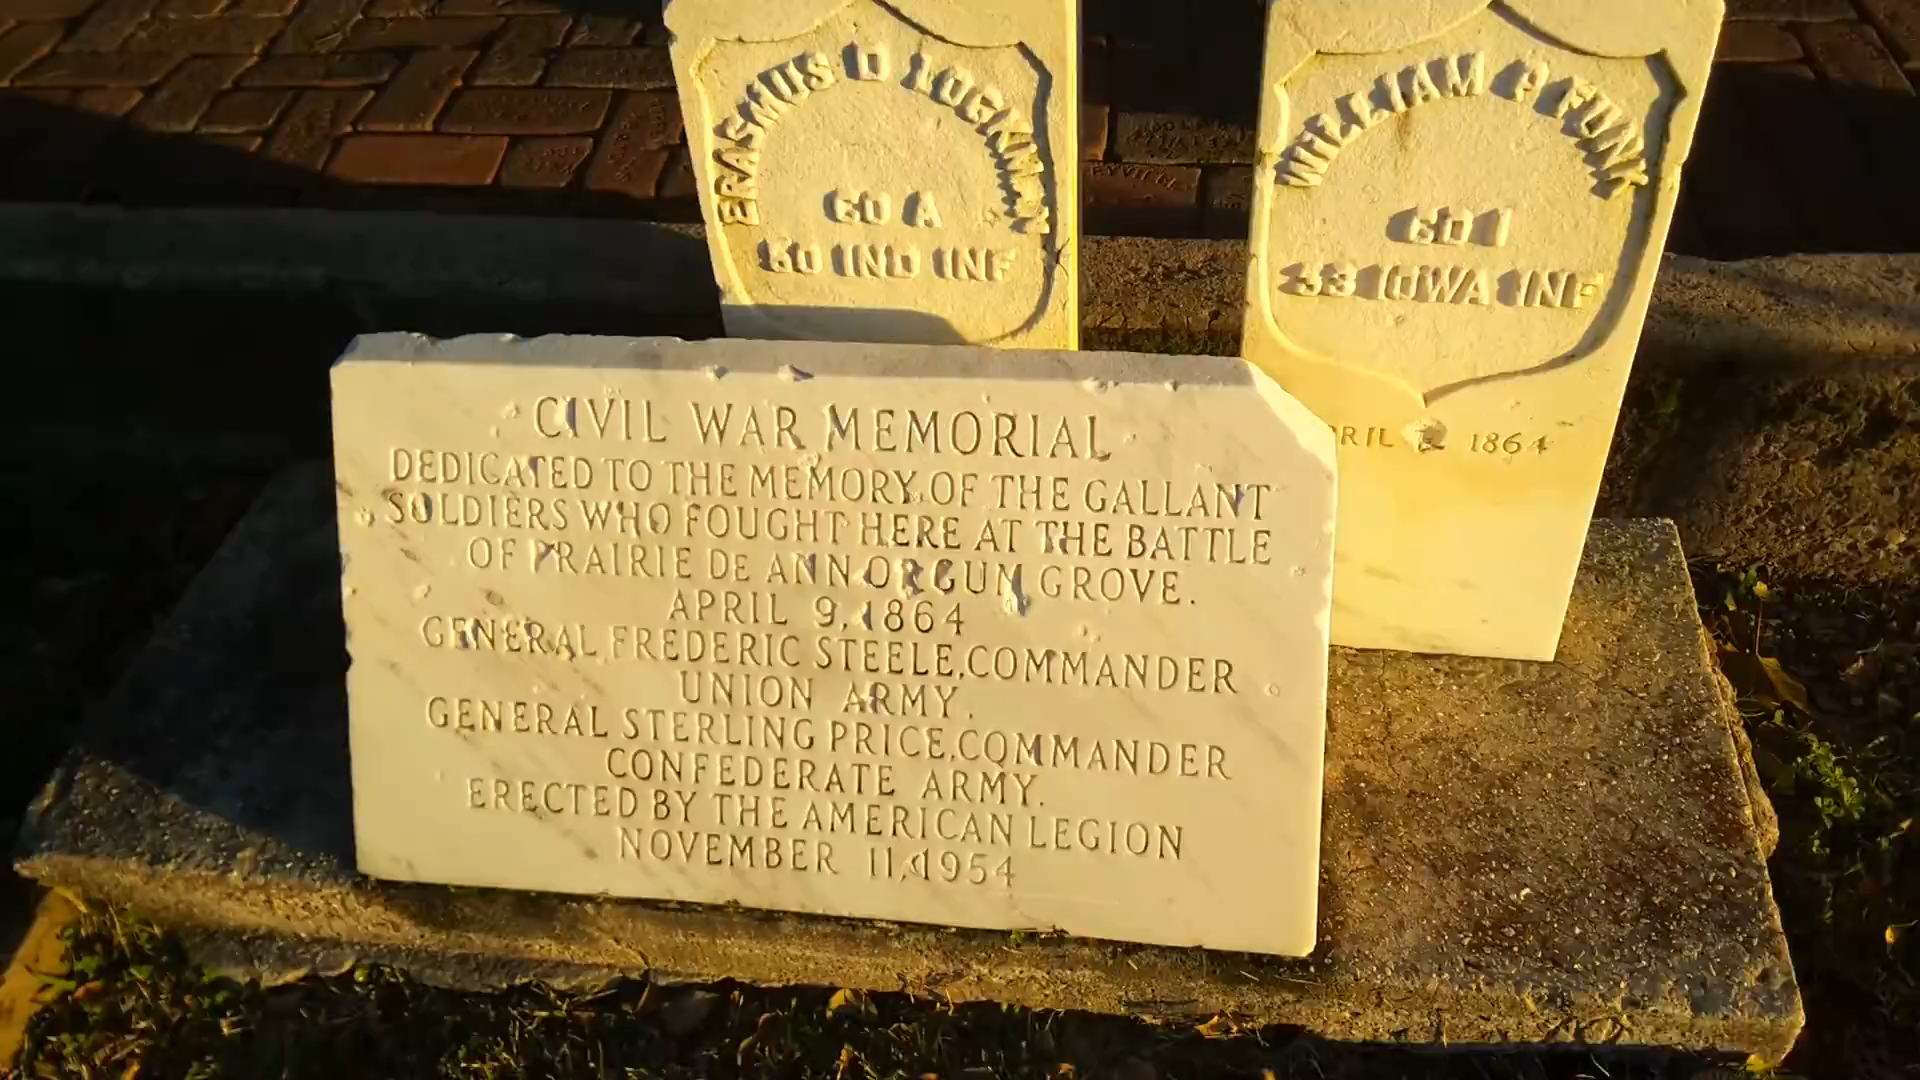 ERASMUS D
CO A
50 IND INF
WILLIAM P FUNK
CO I
33 IOWA INF
1864
CIVIL WAR MEMORIAL
DEDICATED TO THE MEMORY OF THE GALLANT
SOLDIERS WHO FOUGHT HERE AT THE BATTLE
OF PRAIRIE DE ANN OR GUM GROVE.
APRIL 9, 1864
GENERAL FREDERIC STEELE, COMMANDER
UNION ARMY.
GENERAL STERLING PRICE, COMMANDER
CONFEDERATE ARMY.
ERECTED BY THE AMERICAN LEGION
NOVEMBER 11, 1954